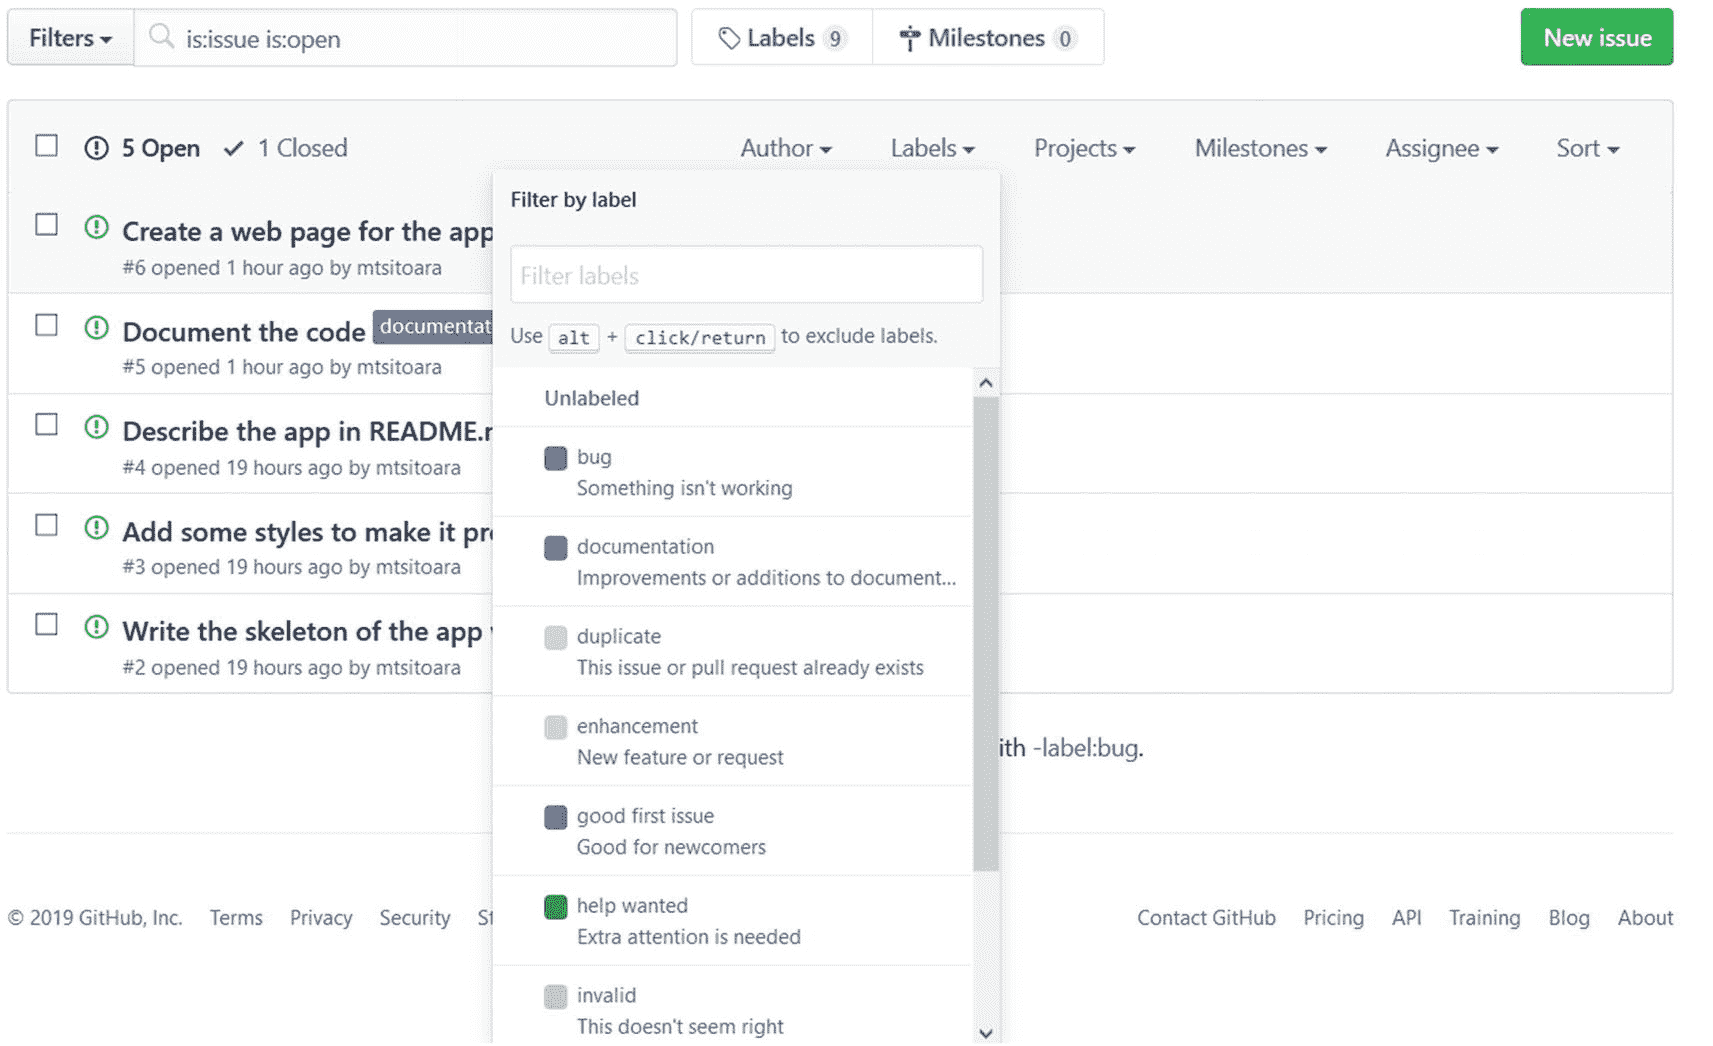 Filters is:issue is:open Labels 9 Milestones 0 New issue
5 Open 1 Closed Author Labels Projects Milestones Assignee Sort
Create a web page for the app
#6 opened 1 hour ago by mtsitoara
Document the code documentat
#5 opened 1 hour ago by mtsitoara
Describe the app in README.
#4 opened 19 hours ago by mtsitoara
Add some styles to make it pr
#3 opened 19 hours ago by mtsitoara
Write the skeleton of the app
#2 opened 19 hours ago by mtsitoara
Filter by label
Filter labels
Use alt + click/return to exclude labels.
Unlabeled
bug
Something isn't working
documentation
Improvements or additions to document...
duplicate
This issue or pull request already exists
enhancement
New feature or request
good first issue
Good for newcomers
help wanted
Extra attention is needed
invalid
This doesn't seem right
ith -label:bug.
© 2019 GitHub, Inc. Terms Privacy Security St Contact GitHub Pricing API Training Blog About